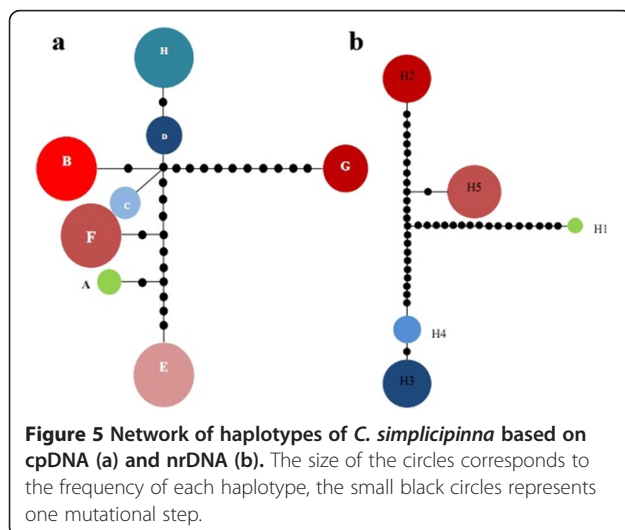 a
b
H
D
B
G
C
F
A
E
H2
H5
H1
H4
H3
Figure 5 Network of haplotypes of C. simplicipinna based on
cpDNA (a) and nrDNA (b). The size of the circles corresponds to
the frequency of each haplotype, the small black circles represents
one mutational step.